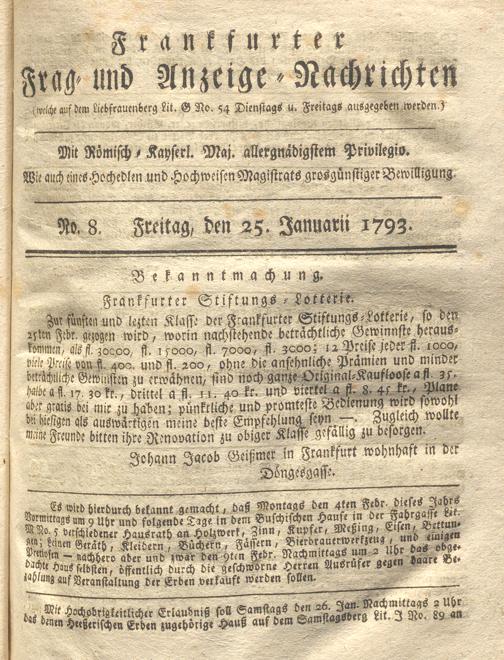 Frankfurter
Frag- und Anzeige-Nachrichten
(welche auf dem Liebfrauenberg Lit. G No. 54 Dienstags u. Freitags ausgegeben werden.)
Mit Römisch-Kayserl. Maj. allergnädigstem Privilegio.
Wie auch eines Hochedlen und Hochweisen Magistrats grosgünstiger Bewilligung.
No. 8. Freitag, den 25. Januarii 1793.
Bekanntmachung.
Frankfurter Stiftungs-Lotterie.
Zur fünften und lezten Klasse der Frankfurter Stiftungs-Lotterie, so den
25ten Febr. gezogen wird, worin nachstehende beträchtliche Gewinnste heraus-
kommen, als fl. 30000, fl. 15000, fl. 7000, fl. 3000; 12 Preise jeder fl. 1000,
viele Preise von fl. 400. und fl. 200, ohne die ansehnliche Prämien und minder
beträchtliche Gewinsten zu erwähnen, sind noch ganze Original-Kaufloose a fl. 35,
halbe a fl. 17. 30 kr., drittel a fl. 11. 40 kr. und viertel a fl. 8. 45 kr., Plane
aber gratis bei mir zu haben; pünktliche und promteste Bedienung wird sowohl
bei hiesigen als auswärtigen meine beste Empfehlung seyn —. Zugleich wollte
meine Freunde bitten ihre Renovation zu obiger Klasse gefällig zu besorgen.
Johann Jacob Geißmer in Frankfurt wohnhaft in der
Döngesgasse.
Es wird hierdurch bekannt gemacht, daß Montags den 4ten Febr. dieses Jahrs
Vormittags um 9 Uhr und folgende Tage in dem Buschischen Hause in der Fahrgasse Lit.
M No. 5 verschiedener Hausrath an Holzwerk, Zinn, Kupfer, Meßing, Eisen, Bettun-
gen; Linen Geräth, Kleidern, Büchern, Fässern, Bierbrauerwerkzeug, und einigen
Pretiosen — nachhero aber und zwar den 9ten Febr. Nachmittags um 2 Uhr das obge-
dachte Haus selbsten, öffentlich durch die geschworne Herren Ausrüfer gegen baare Be-
zahlung auf Veranstaltung der Erben verkauft werden sollen.
Mit Hochobrigkeitlicher Erlaubniß soll Samstags den 26. Jan. Nachmittags 2 Uhr
das denen Heeßerischen Erben zugehörige Hauß auf dem Samstagsberg Lit. J No. 89 an